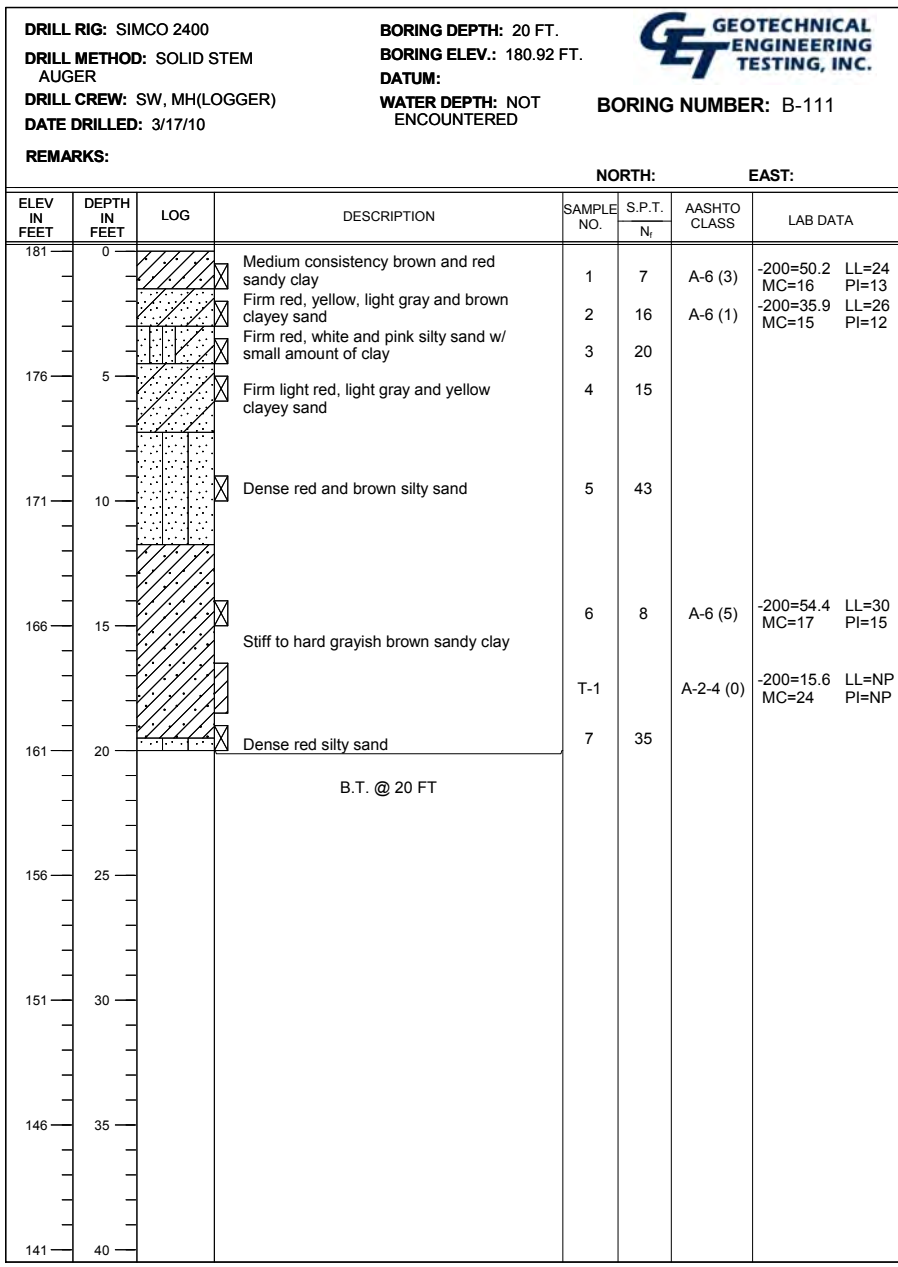 DRILL RIG: SIMCO 2400
DRILL METHOD: SOLID STEM
AUGER
DRILL CREW: SW, MH(LOGGER)
DATE DRILLED: 3/17/10
REMARKS:
BORING DEPTH: 20 FT.
BORING ELEV.: 180.92 FT.
DATUM:
WATER DEPTH: NOT
ENCOUNTERED
GET GEOTECHNICAL
ENGINEERING
TESTING, INC.
BORING NUMBER: B-111
NORTH: EAST:
ELEV
IN
FEET
DEPTH
IN
FEET
LOG
DESCRIPTION
SAMPLE
NO.
S.P.T.
Nr
AASHTO
CLASS
LAB DATA
181 0
Medium consistency brown and red
sandy clay
1 7 A-6 (3) -200=50.2 LL=24
MC=16 PI=13
Firm red, yellow, light gray and brown
clayey sand
2 16 A-6 (1) -200=35.9 LL=26
MC=15 PI=12
Firm red, white and pink silty sand w/
small amount of clay
3 20
176 5
Firm light red, light gray and yellow
clayey sand
4 15
Dense red and brown silty sand
5 43
171 10
6 8 A-6 (5) -200=54.4 LL=30
MC=17 PI=15
166 15
Stiff to hard grayish brown sandy clay
T-1 A-2-4 (0) -200=15.6 LL=NP
MC=24 PI=NP
161 20
Dense red silty sand
7 35
B.T. @ 20 FT
156 25
151 30
146 35
141 40